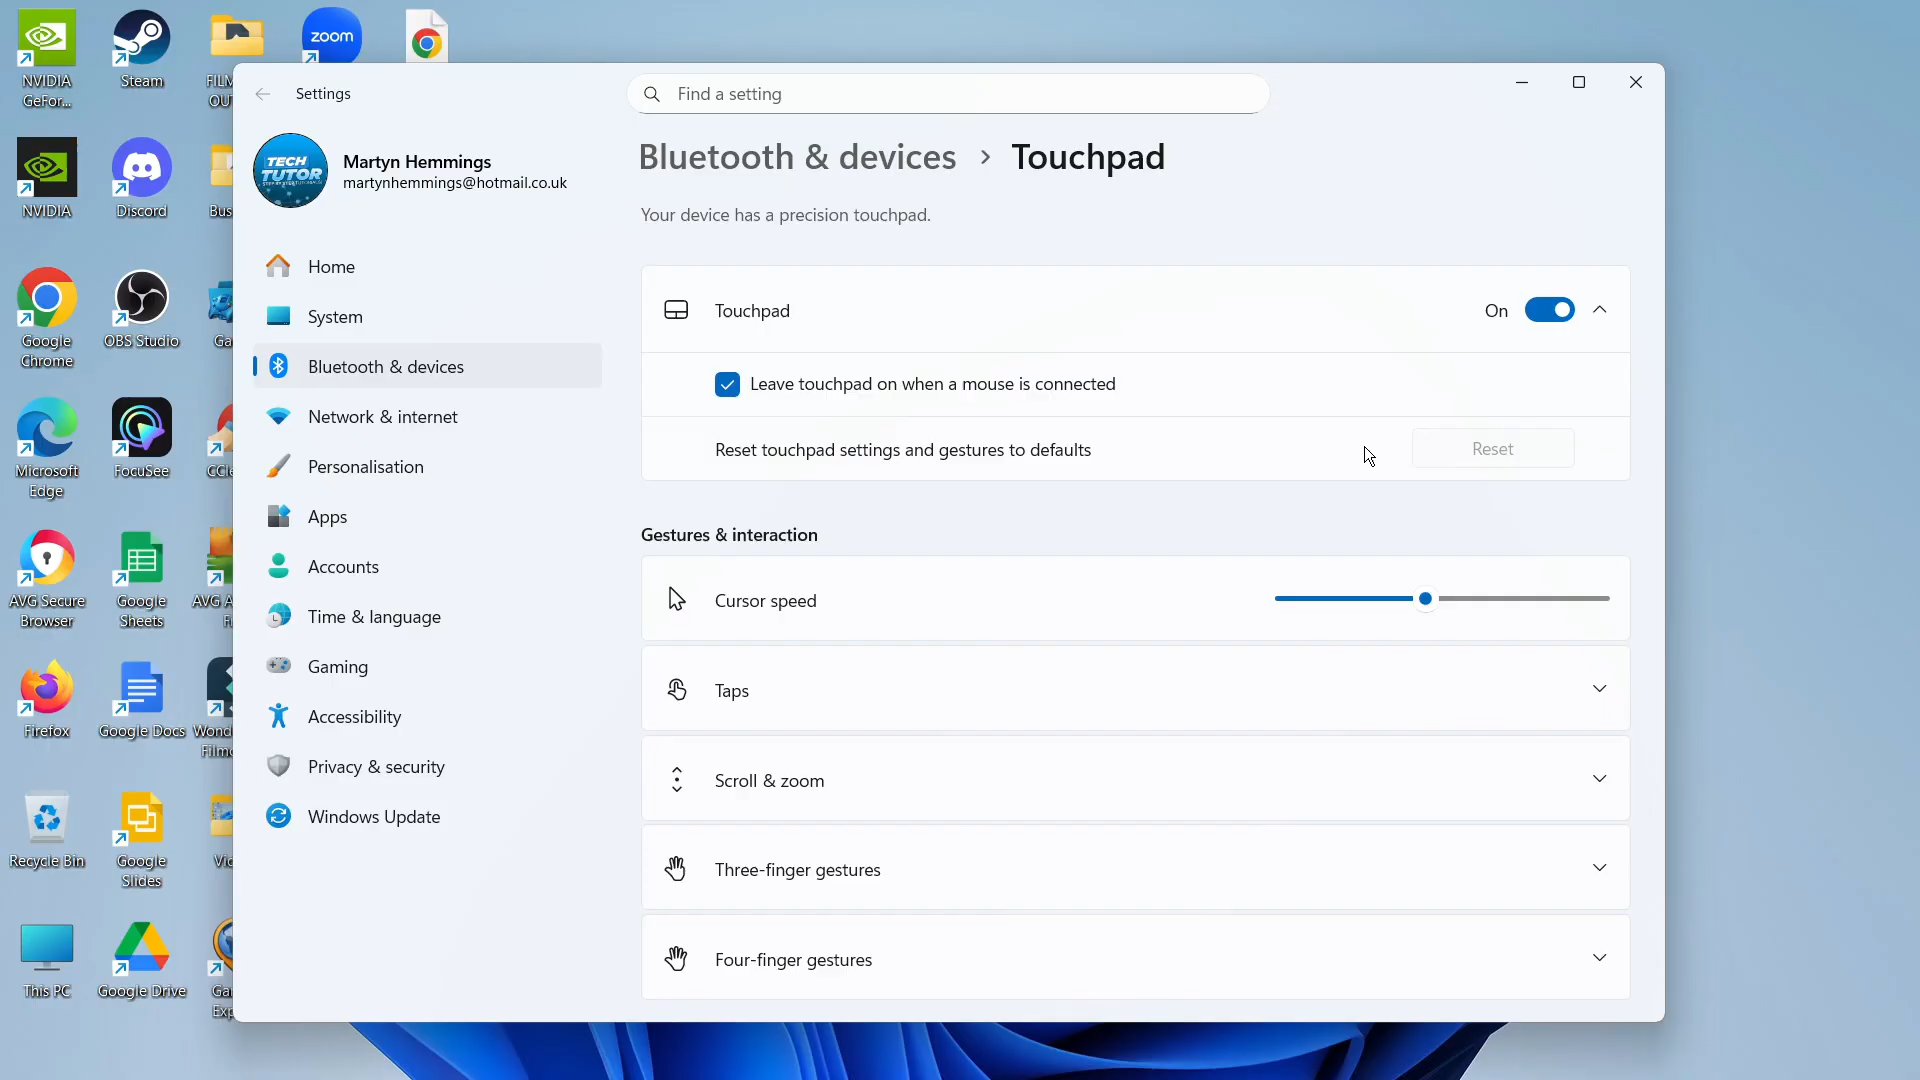 NVIDIA
GeFor...
Steam
zoom
NVIDIA
Discord
Google
Chrome
OBS Studio
Microsoft
Edge
FocuSee
AVG Secure
Browser
Google
Sheets
Firefox
Google Docs
Recycle Bin
Google
Slides
This PC
Google Drive
Settings
Find a setting
TECH
TUTOR
Martyn Hemmings
martynhemmings@hotmail.co.uk
Home
System
Bluetooth & devices
Network & internet
Personalisation
Apps
Accounts
Time & language
Gaming
Accessibility
Privacy & security
Windows Update
Bluetooth & devices > Touchpad
Your device has a precision touchpad.
Touchpad
On
Leave touchpad on when a mouse is connected
Reset touchpad settings and gestures to defaults
Reset
Gestures & interaction
Cursor speed
Taps
Scroll & zoom
Three-finger gestures
Four-finger gestures